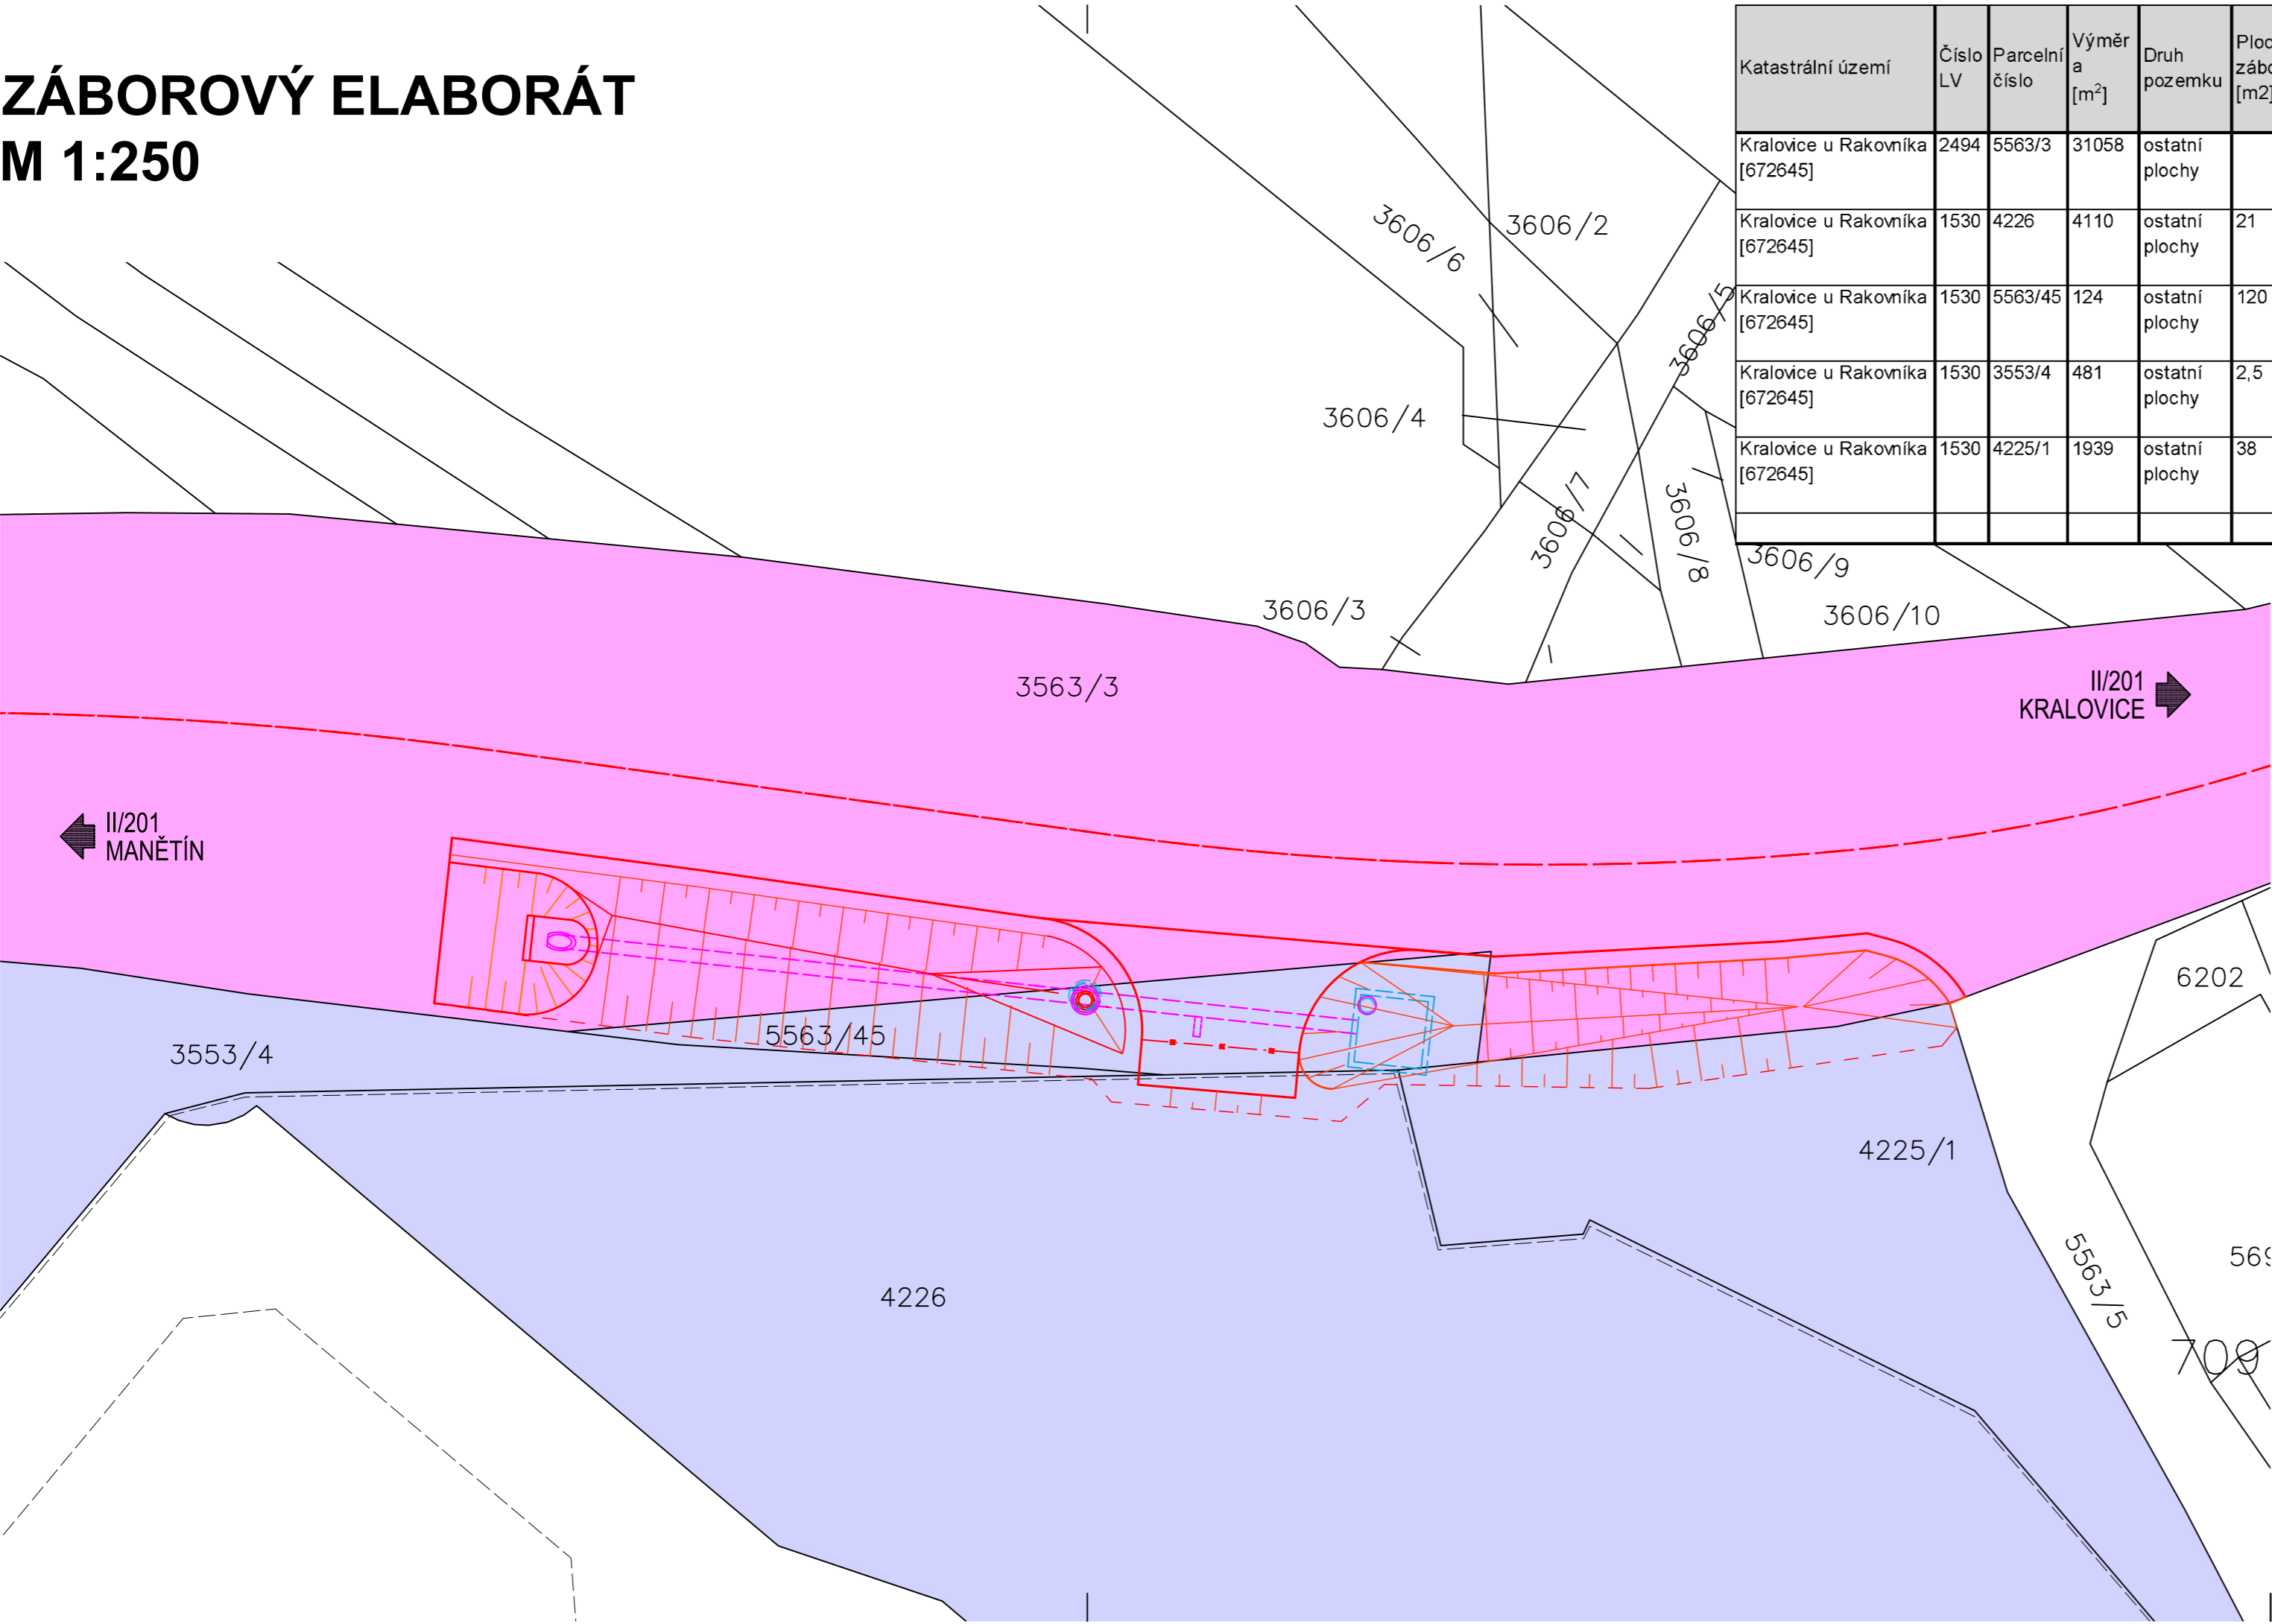 ZÁBOROVÝ ELABORÁT
M 1:250
Katastrální území Číslo LV Parcelní číslo Výměr a [m²] Druh pozemku [m2]
Kralovice u Rakovníka [672645] 2494 5563/3 31058 ostatní plochy
Kralovice u Rakovníka [672645] 1530 4226 4110 ostatní plochy 21
Kralovice u Rakovníka [672645] 1530 5563/45 124 ostatní plochy 120
Kralovice u Rakovníka [672645] 1530 3553/4 481 ostatní plochy 2,5
Kralovice u Rakovníka [672645] 1530 4225/1 1939 ostatní plochy 38
3606/6
3606/2
3606/5
3606/4
3606/7
3606/8
3606/9
3606/3
3606/10
3563/3
II/201
KRALOVICE
II/201
MANĚTÍN
6202
5563/45
3553/4
4225/1
5563/5
4226
709